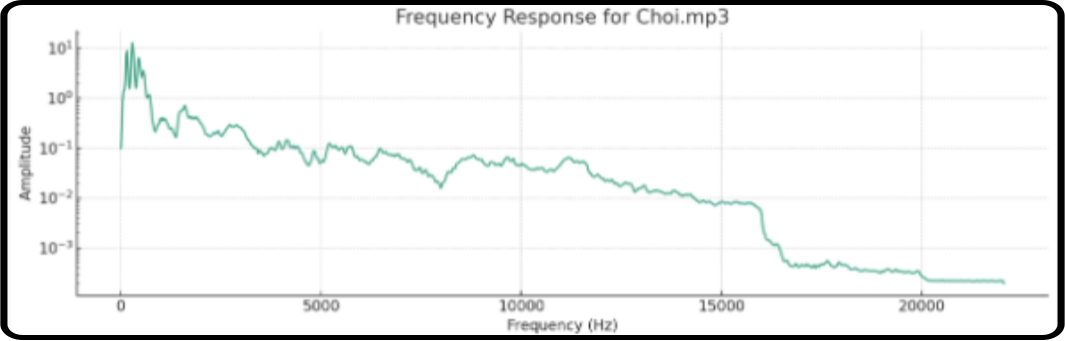 Frequency Response for Choi.mp3
Amplitude
10¹
10⁰
10⁻¹
10⁻²
10⁻³
0 5000 10000 15000 20000
Frequency (Hz)